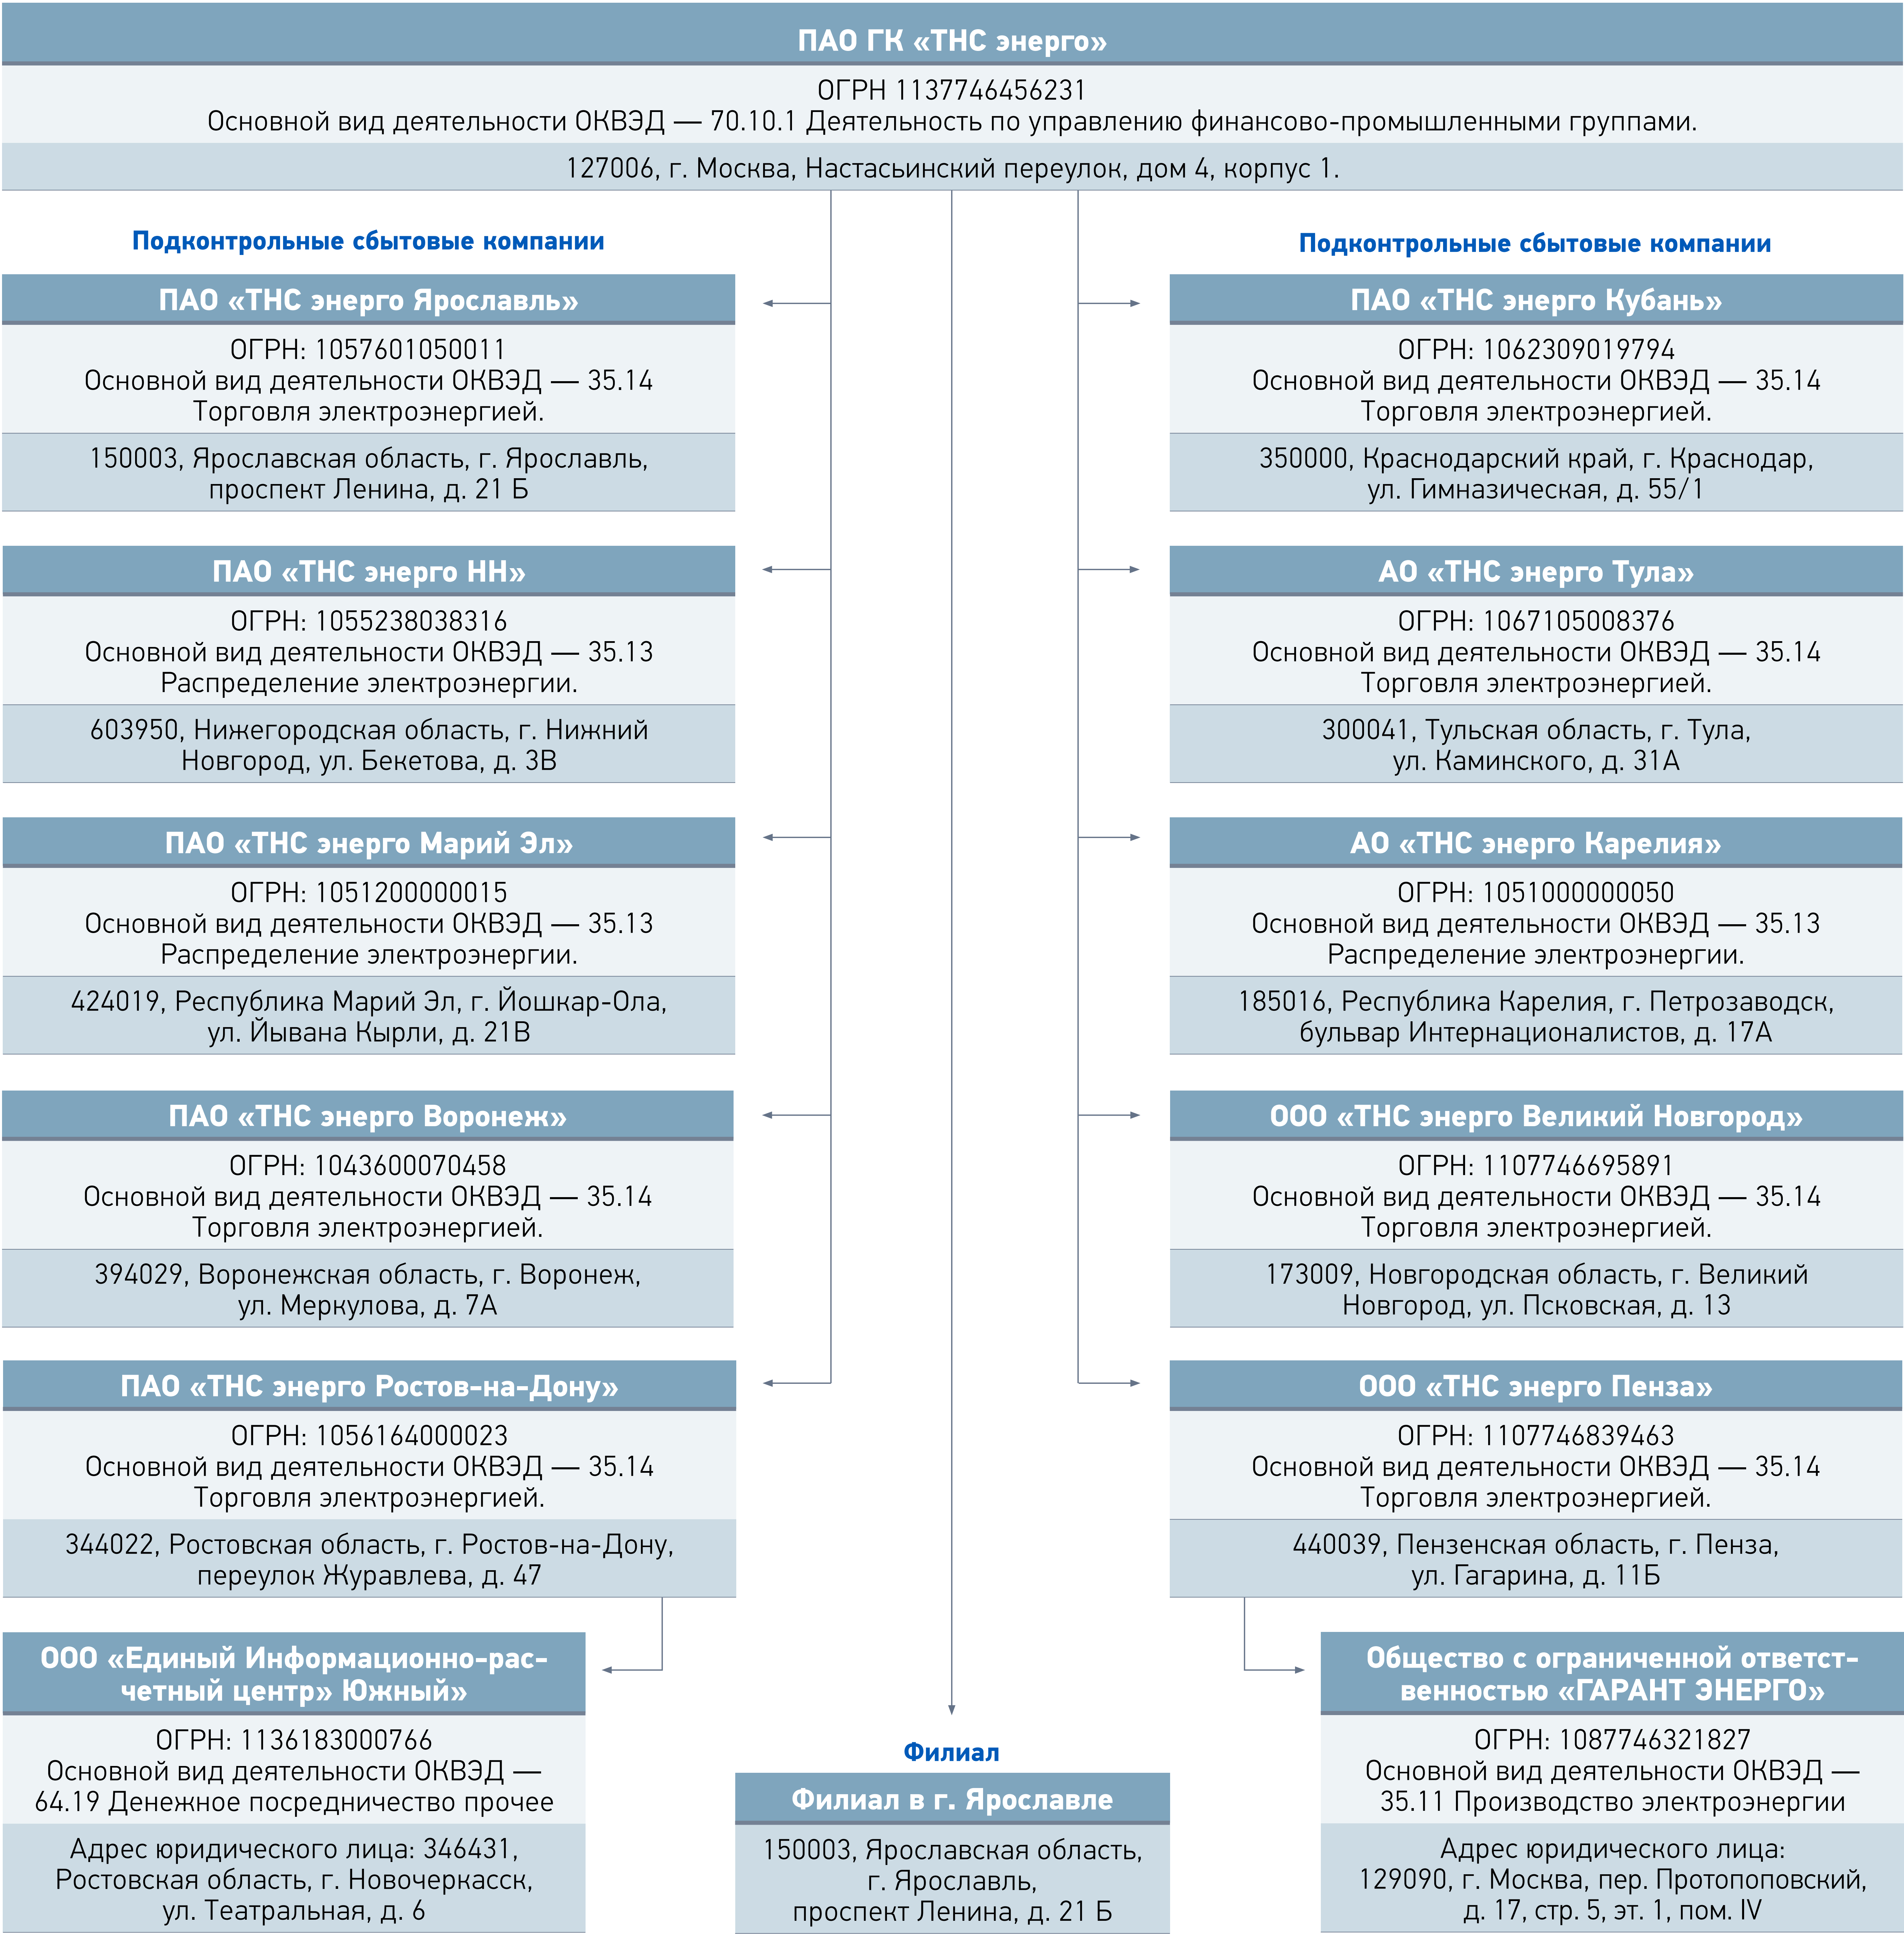 ПАО ГК «ТНС энерго»
ОГРН 1137746456231
Основной вид деятельности ОКВЭД — 70.10.1 Деятельность по управлению финансово-промышленными группами.
127006, г. Москва, Настасьинский переулок, дом 4, корпус 1.
Подконтрольные сбытовые компании
ПАО «ТНС энерго Ярославль»
ОГРН: 1057601050011
Основной вид деятельности ОКВЭД — 35.14
Торговля электроэнергией.
150003, Ярославская область, г. Ярославль,
проспект Ленина, д. 21 Б
ПАО «ТНС энерго НН»
ОГРН: 1055238038316
Основной вид деятельности ОКВЭД — 35.13
Распределение электроэнергии.
603950, Нижегородская область, г. Нижний
Новгород, ул. Бекетова, д. 3В
ПАО «ТНС энерго Марий Эл»
ОГРН: 1051200000015
Основной вид деятельности ОКВЭД — 35.13
Распределение электроэнергии.
424019, Республика Марий Эл, г. Йошкар-Ола,
ул. Йывана Кырли, д. 21В
ПАО «ТНС энерго Воронеж»
ОГРН: 1043600070458
Основной вид деятельности ОКВЭД — 35.14
Торговля электроэнергией.
394029, Воронежская область, г. Воронеж,
ул. Меркулова, д. 7А
ПАО «ТНС энерго Ростов-на-Дону»
ОГРН: 1056164000023
Основной вид деятельности ОКВЭД — 35.14
Торговля электроэнергией.
344022, Ростовская область, г. Ростов-на-Дону,
переулок Журавлева, д. 47
ООО «Единый Информационно-рас-
четный центр» Южный»
ОГРН: 1136183000766
Основной вид деятельности ОКВЭД —
64.19 Денежное посредничество прочее
Адрес юридического лица: 346431,
Ростовская область, г. Новочеркасск,
ул. Театральная, д. 6
Подконтрольные сбытовые компании
ПАО «ТНС энерго Кубань»
ОГРН: 1062309019794
Основной вид деятельности ОКВЭД — 35.14
Торговля электроэнергией.
350000, Краснодарский край, г. Краснодар,
ул. Гимназическая, д. 55/1
АО «ТНС энерго Тула»
ОГРН: 1067105008376
Основной вид деятельности ОКВЭД — 35.14
Торговля электроэнергией.
300041, Тульская область, г. Тула,
ул. Каминского, д. 31А
АО «ТНС энерго Карелия»
ОГРН: 1051000000050
Основной вид деятельности ОКВЭД — 35.13
Распределение электроэнергии.
185016, Республика Карелия, г. Петрозаводск,
бульвар Интернационалистов, д. 17А
ООО «ТНС энерго Великий Новгород»
ОГРН: 1107746695891
Основной вид деятельности ОКВЭД — 35.14
Торговля электроэнергией.
173009, Новгородская область, г. Великий
Новгород, ул. Псковская, д. 13
ООО «ТНС энерго Пенза»
ОГРН: 1107746839463
Основной вид деятельности ОКВЭД — 35.14
Торговля электроэнергией.
440039, Пензенская область, г. Пенза,
ул. Гагарина, д. 11Б
Общество с ограниченной ответст-
венностью «ГАРАНТ ЭНЕРГО»
ОГРН: 1087746321827
Основной вид деятельности ОКВЭД —
35.11 Производство электроэнергии
Адрес юридического лица:
129090, г. Москва, пер. Протопоповский,
д. 17, стр. 5, эт. 1, пом. IV
Филиал
Филиал в г. Ярославле
150003, Ярославская область,
г. Ярославль,
проспект Ленина, д. 21 Б